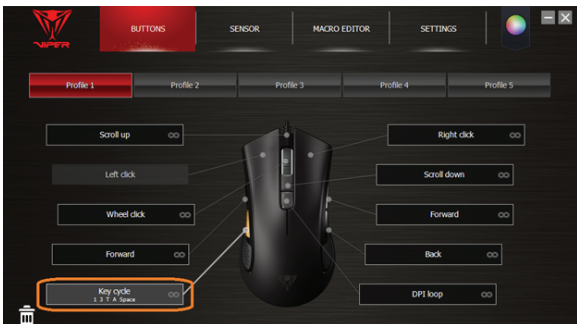 VIPER
BUTTONS
SENSOR
MACRO EDITOR
SETTINGS
Profile 1
Profile 2
Profile 3
Profile 4
Profile 5
Scroll up
Right click
Left click
Scroll down
Wheel click
Forward
Forward
Back
Key cycle
1 3 T A Space
DPI loop